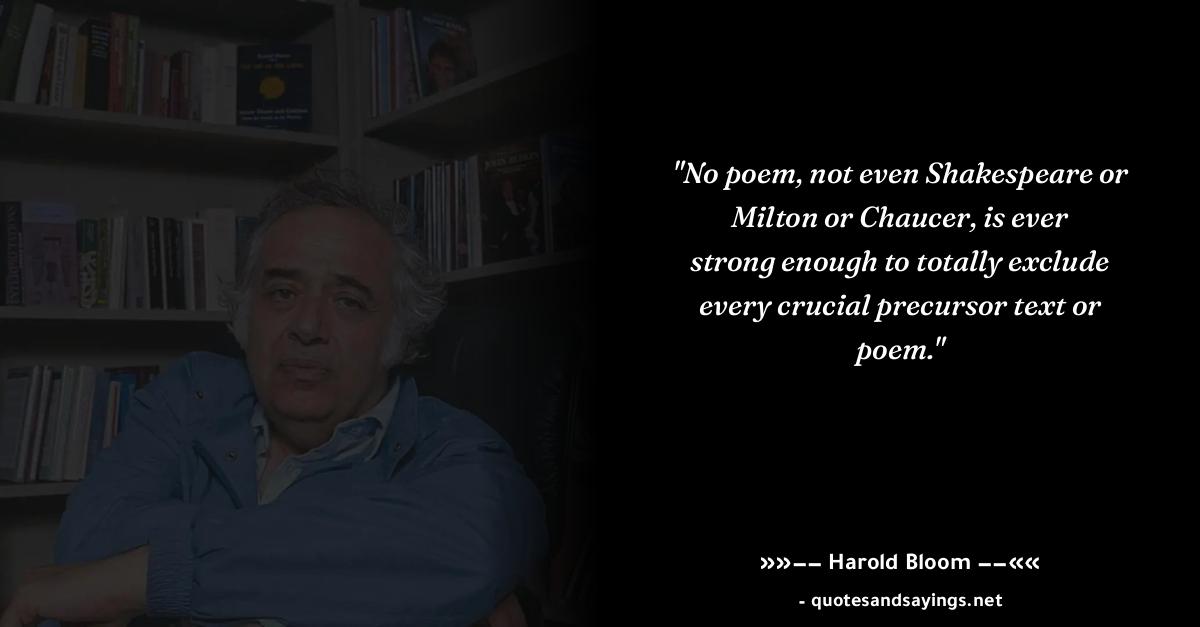 "No poem, not even Shakespeare or
Milton or Chaucer, is ever
strong enough to totally exclude
every crucial precursor text or
poem."
»»–– Harold Bloom ––««
- quotesandsayings.net